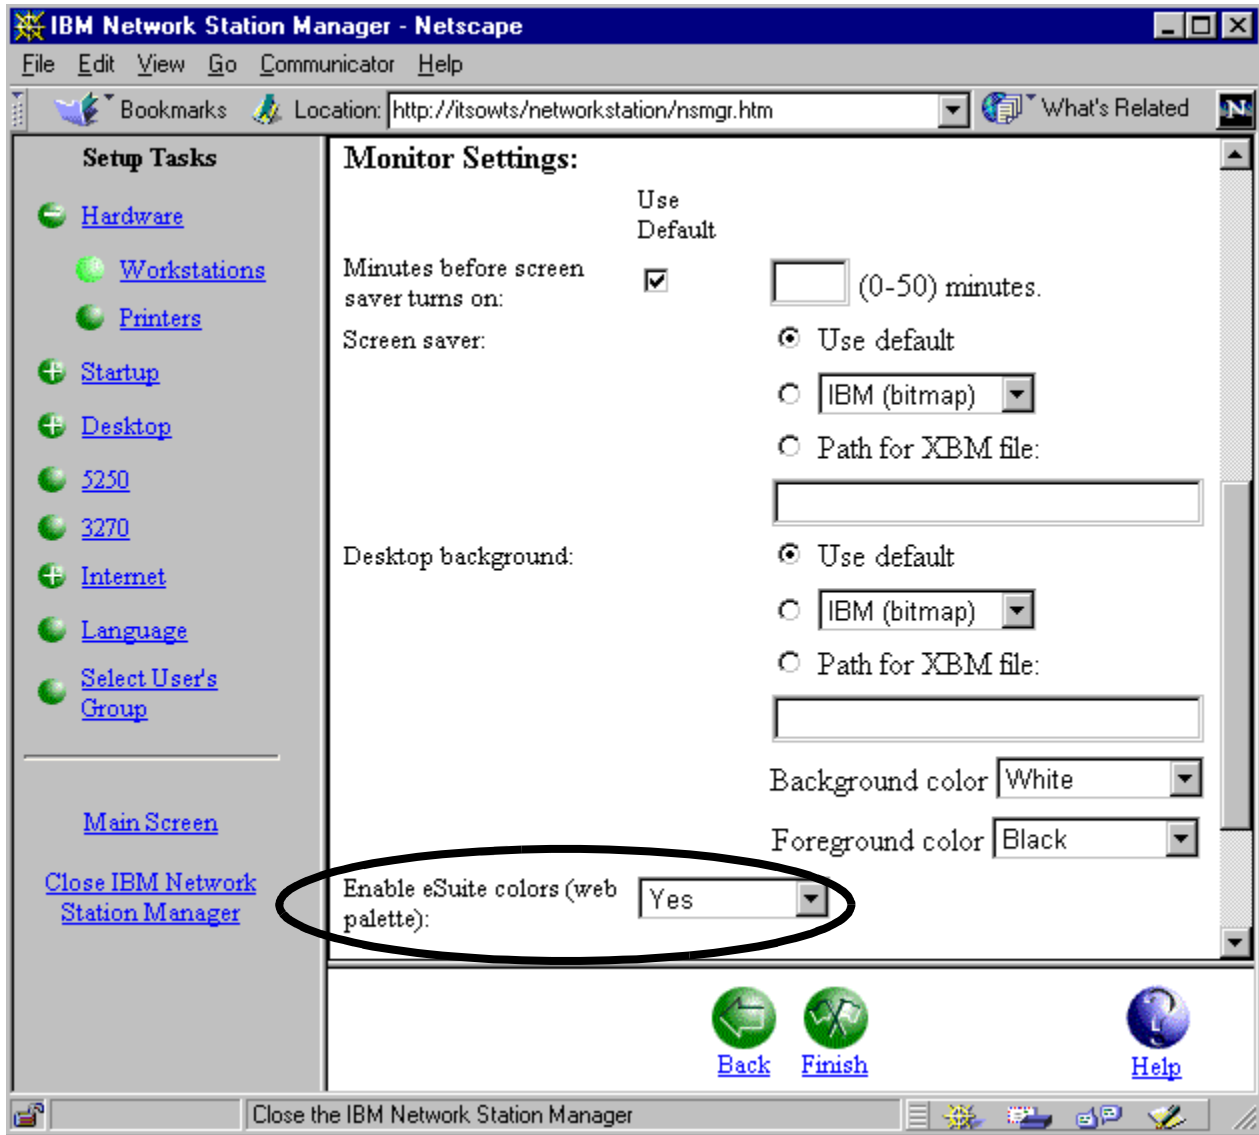 IBM Network Station Manager - Netscape
File Edit View Go Communicator Help
Bookmarks Location: http://itsowts/networkstation/nsmgr.htm What's Related N
Setup Tasks
Hardware
Workstations
Printers
Startup
Desktop
5250
3270
Internet
Language
Select User's
Group
Main Screen
Close IBM Network
Station Manager
Monitor Settings:
Use
Default
Minutes before screen
saver turns on:
(0-50) minutes.
Screen saver:
Use default
IBM (bitmap)
Path for XBM file:
Desktop background:
Use default
IBM (bitmap)
Path for XBM file:
Background color White
Foreground color Black
Enable eSuite colors (web
palette):
Yes
Back
Finish
Help
Close the IBM Network Station Manager